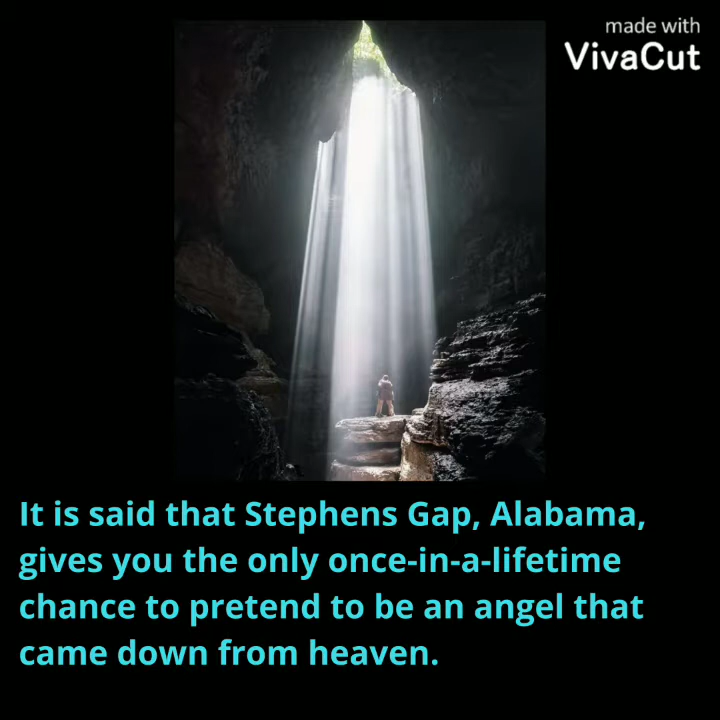 made with
VivaCut
It is said that Stephens Gap, Alabama,
gives you the only once-in-a-lifetime
chance to pretend to be an angel that
came down from heaven.